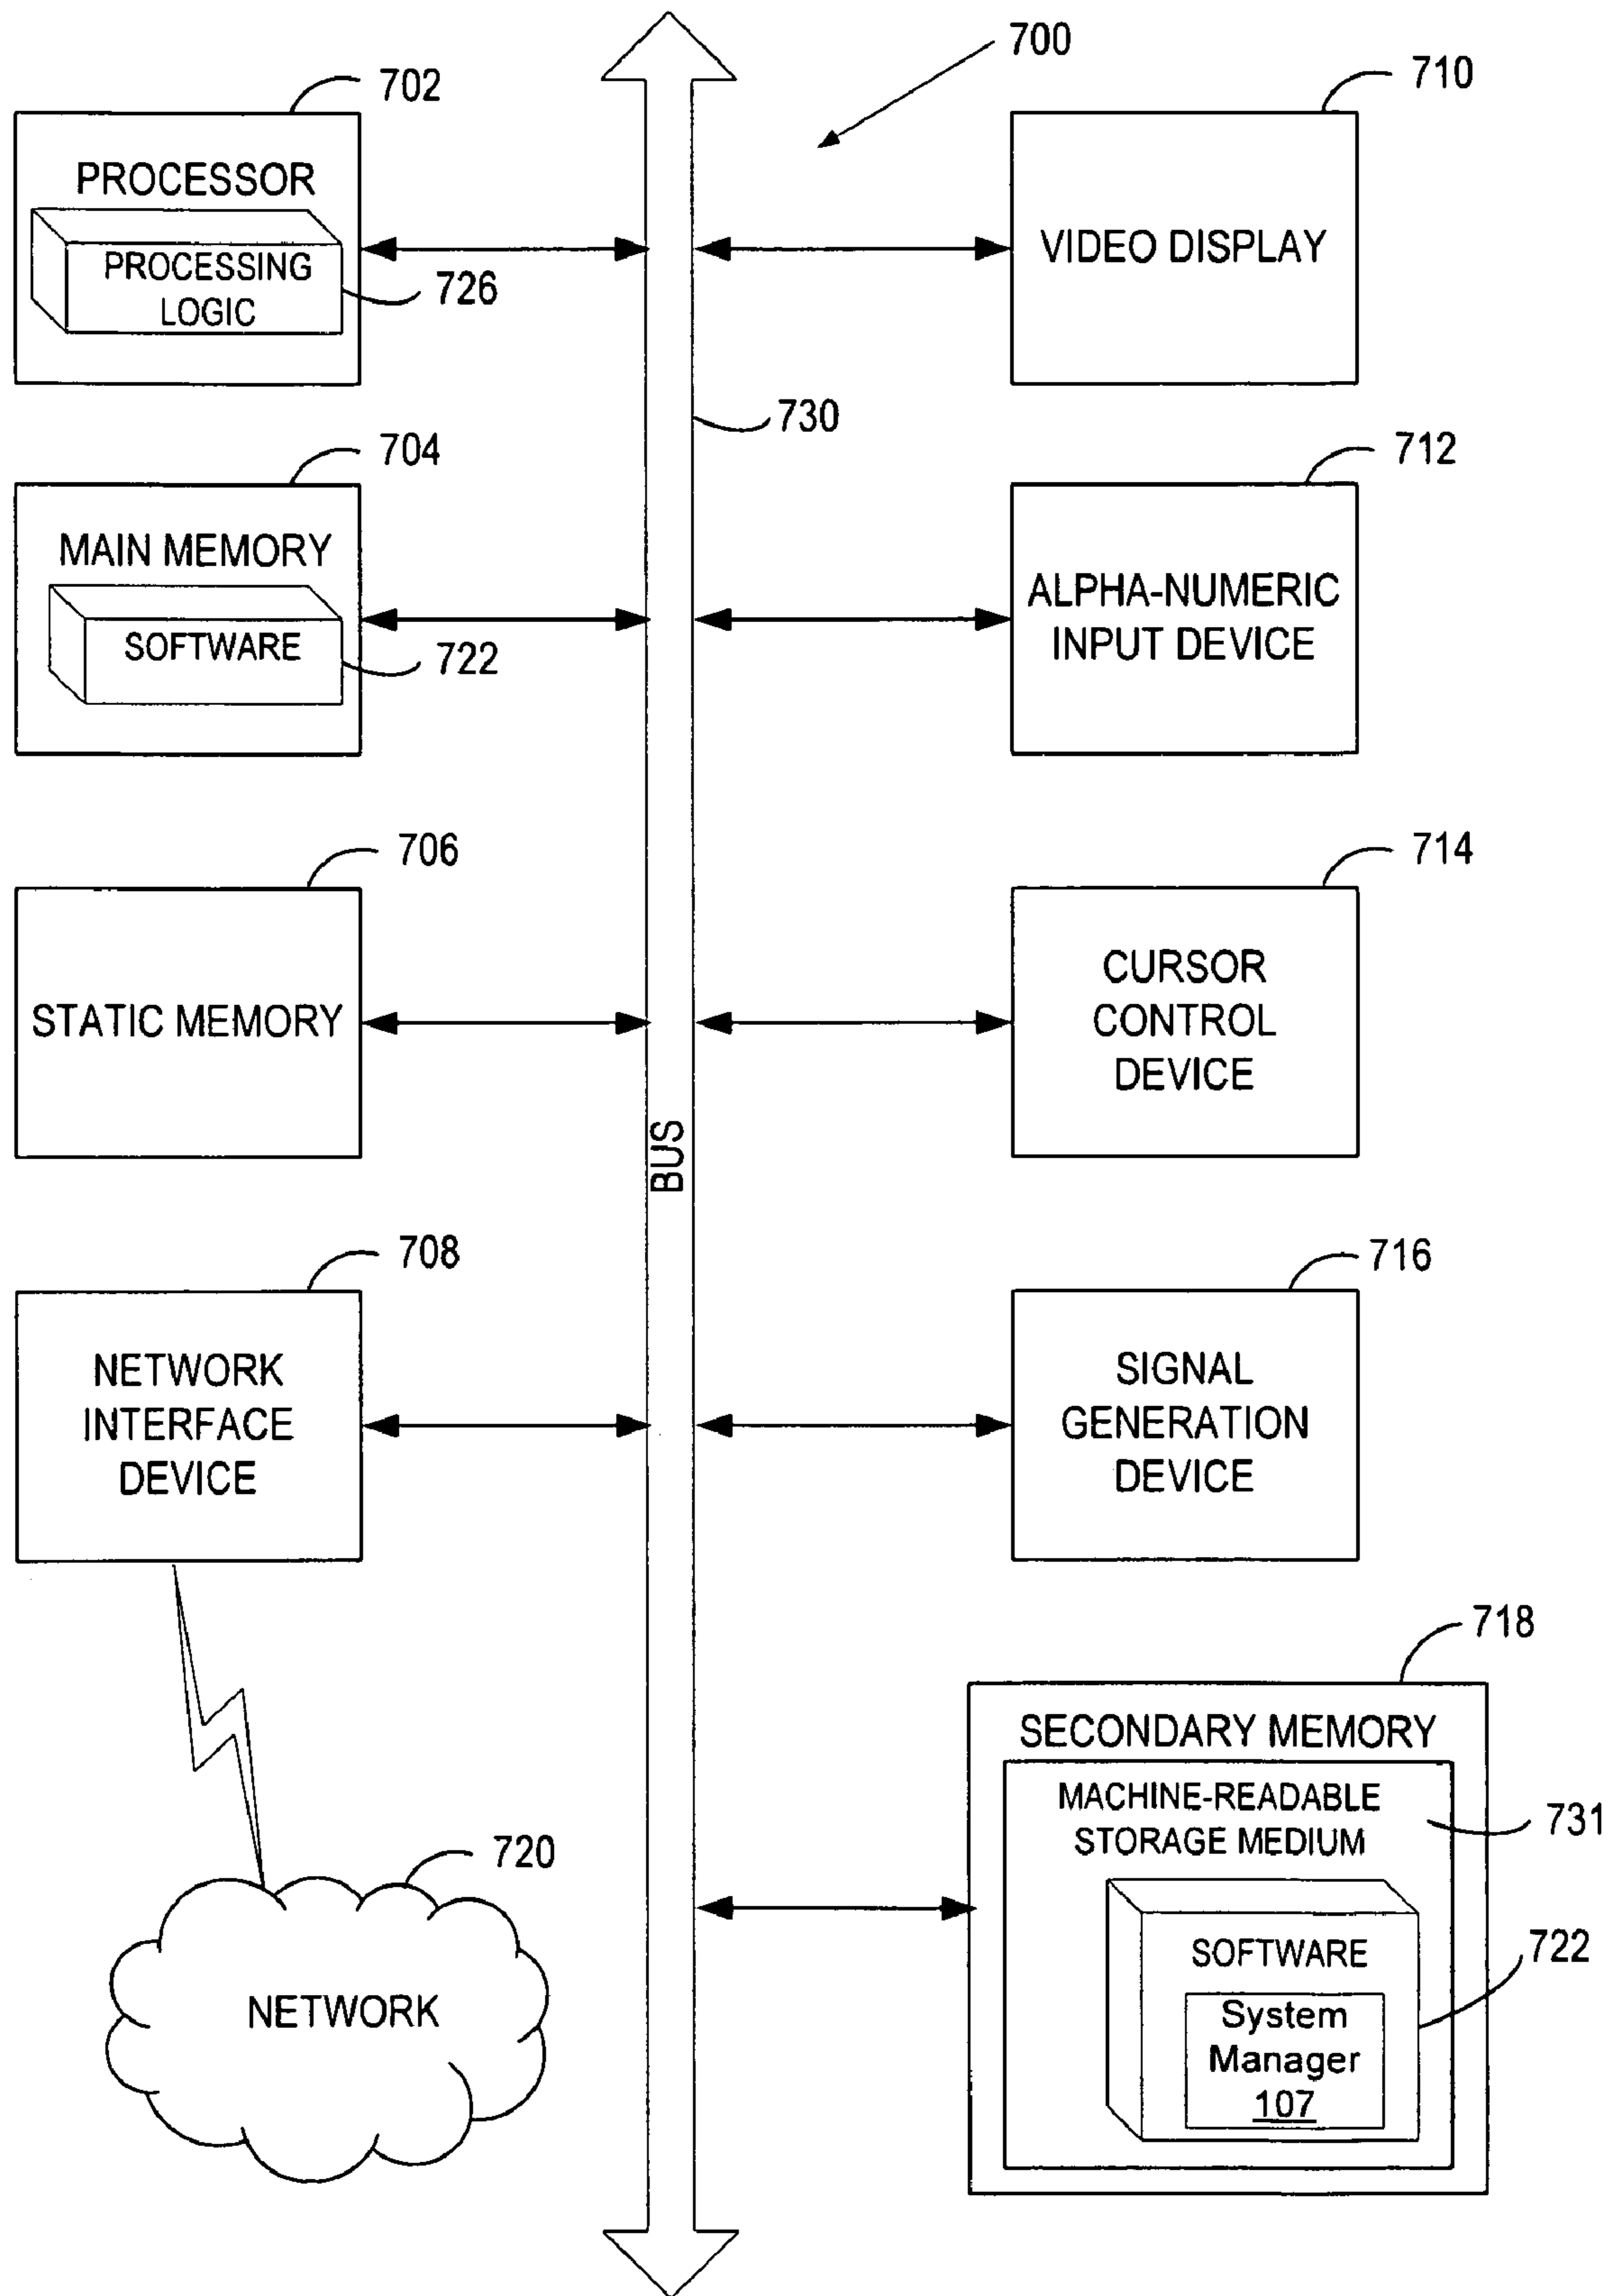 700
702
PROCESSOR
PROCESSING
LOGIC
726
710
VIDEO DISPLAY
730
704
MAIN MEMORY
SOFTWARE
722
712
ALPHA-NUMERIC
INPUT DEVICE
706
STATIC MEMORY
714
CURSOR
CONTROL
DEVICE
BUS
708
NETWORK
INTERFACE
DEVICE
716
SIGNAL
GENERATION
DEVICE
718
SECONDARY MEMORY
MACHINE-READABLE
STORAGE MEDIUM
731
SOFTWARE
722
System
Manager
107
720
NETWORK